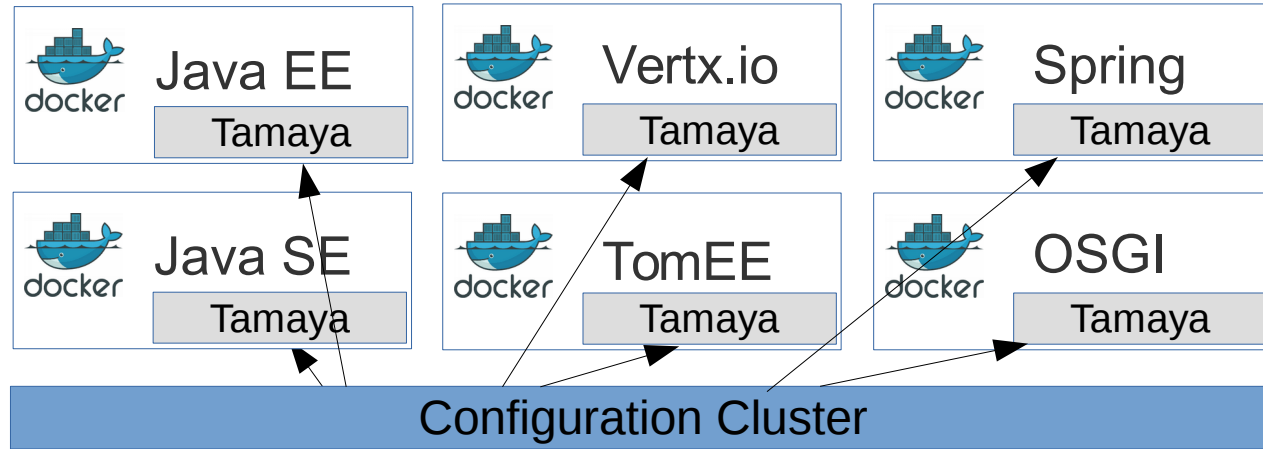 docker
Java EE
Tamaya
docker
Vertx.io
Tamaya
docker
Spring
Tamaya
docker
Java SE
Tamaya
docker
TomEE
Tamaya
docker
OSGI
Tamaya
Configuration Cluster